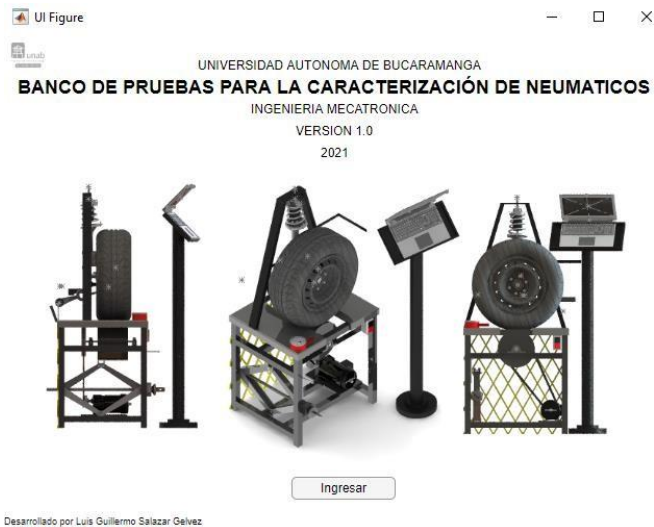 UI Figure
unab
UNIVERSIDAD AUTONOMA DE BUCARAMANGA
BANCO DE PRUEBAS PARA LA CARACTERIZACIÓN DE NEUMATICOS
INGENIERIA MECATRONICA
VERSION 1.0
2021
Ingresar
Desarrollado por Luis Guillermo Salazar Gelvez